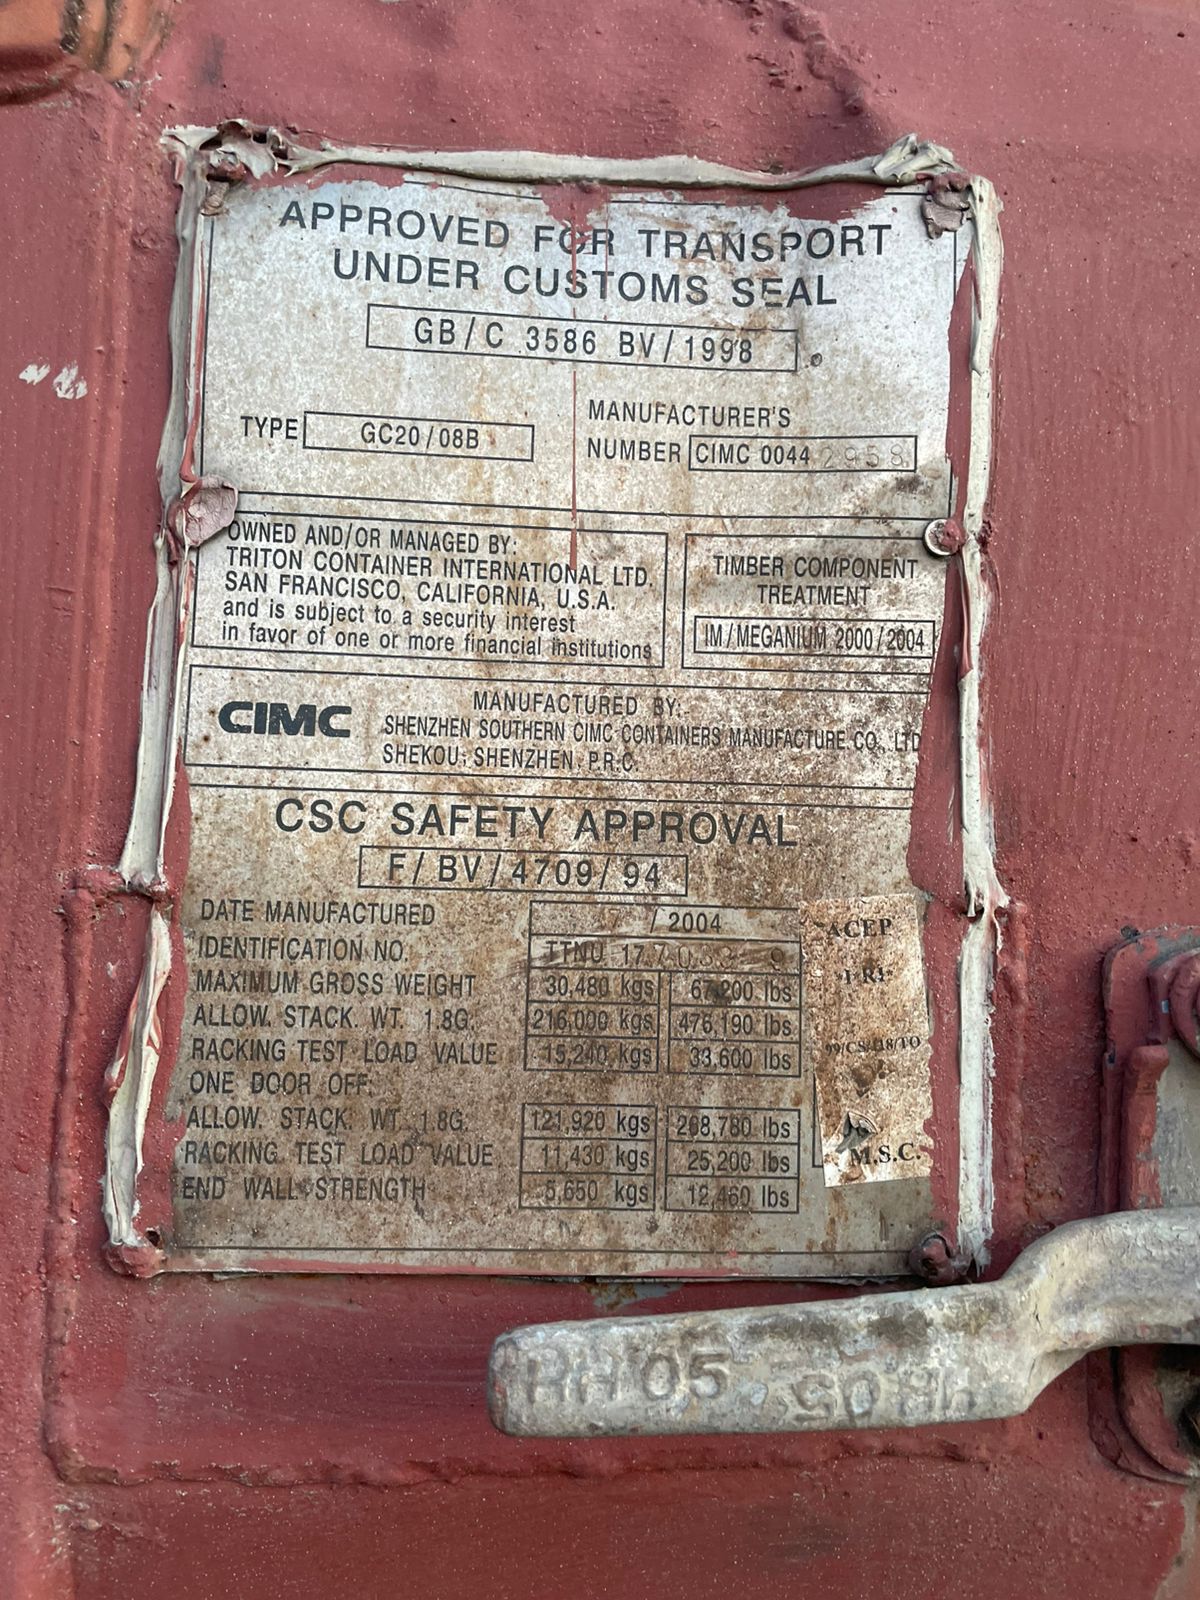 APPROVED FOR TRANSPORT
UNDER CUSTOMS SEAL
GB/C 3586 BV/1998
TYPE GC20/08B
MANUFACTURER'S
NUMBER CIMC 0044 2958
OWNED AND/OR MANAGED BY:
TRITON CONTAINER INTERNATIONAL LTD.
SAN FRANCISCO, CALIFORNIA, U.S.A.
and is subject to a security interest
in favor of one or more financial institutions
TIMBER COMPONENT
TREATMENT
IM/MEGANIUM 2000/2004
CIMC
MANUFACTURED BY:
SHENZHEN SOUTHERN CIMC CONTAINERS MANUFACTURE CO., LTD
SHEKOU, SHENZHEN, P.R.C.
CSC SAFETY APPROVAL
F/BV/4709/94
DATE MANUFACTURED / 2004
IDENTIFICATION NO. TTNU
MAXIMUM GROSS WEIGHT 30,480 kgs 67,200 lbs
ALLOW. STACK. WT. 1.8G. 216,000 kgs 476,190 lbs
RACKING TEST LOAD VALUE 15,240 kgs 33,600 lbs
ONE DOOR OFF:
ALLOW. STACK. WT. 1.8G. 121,920 kgs 268,780 lbs
RACKING TEST LOAD VALUE 11,430 kgs 25,200 lbs
END WALL STRENGTH 5,650 kgs 12,460 lbs
ACEP
M.S.C.
RH05